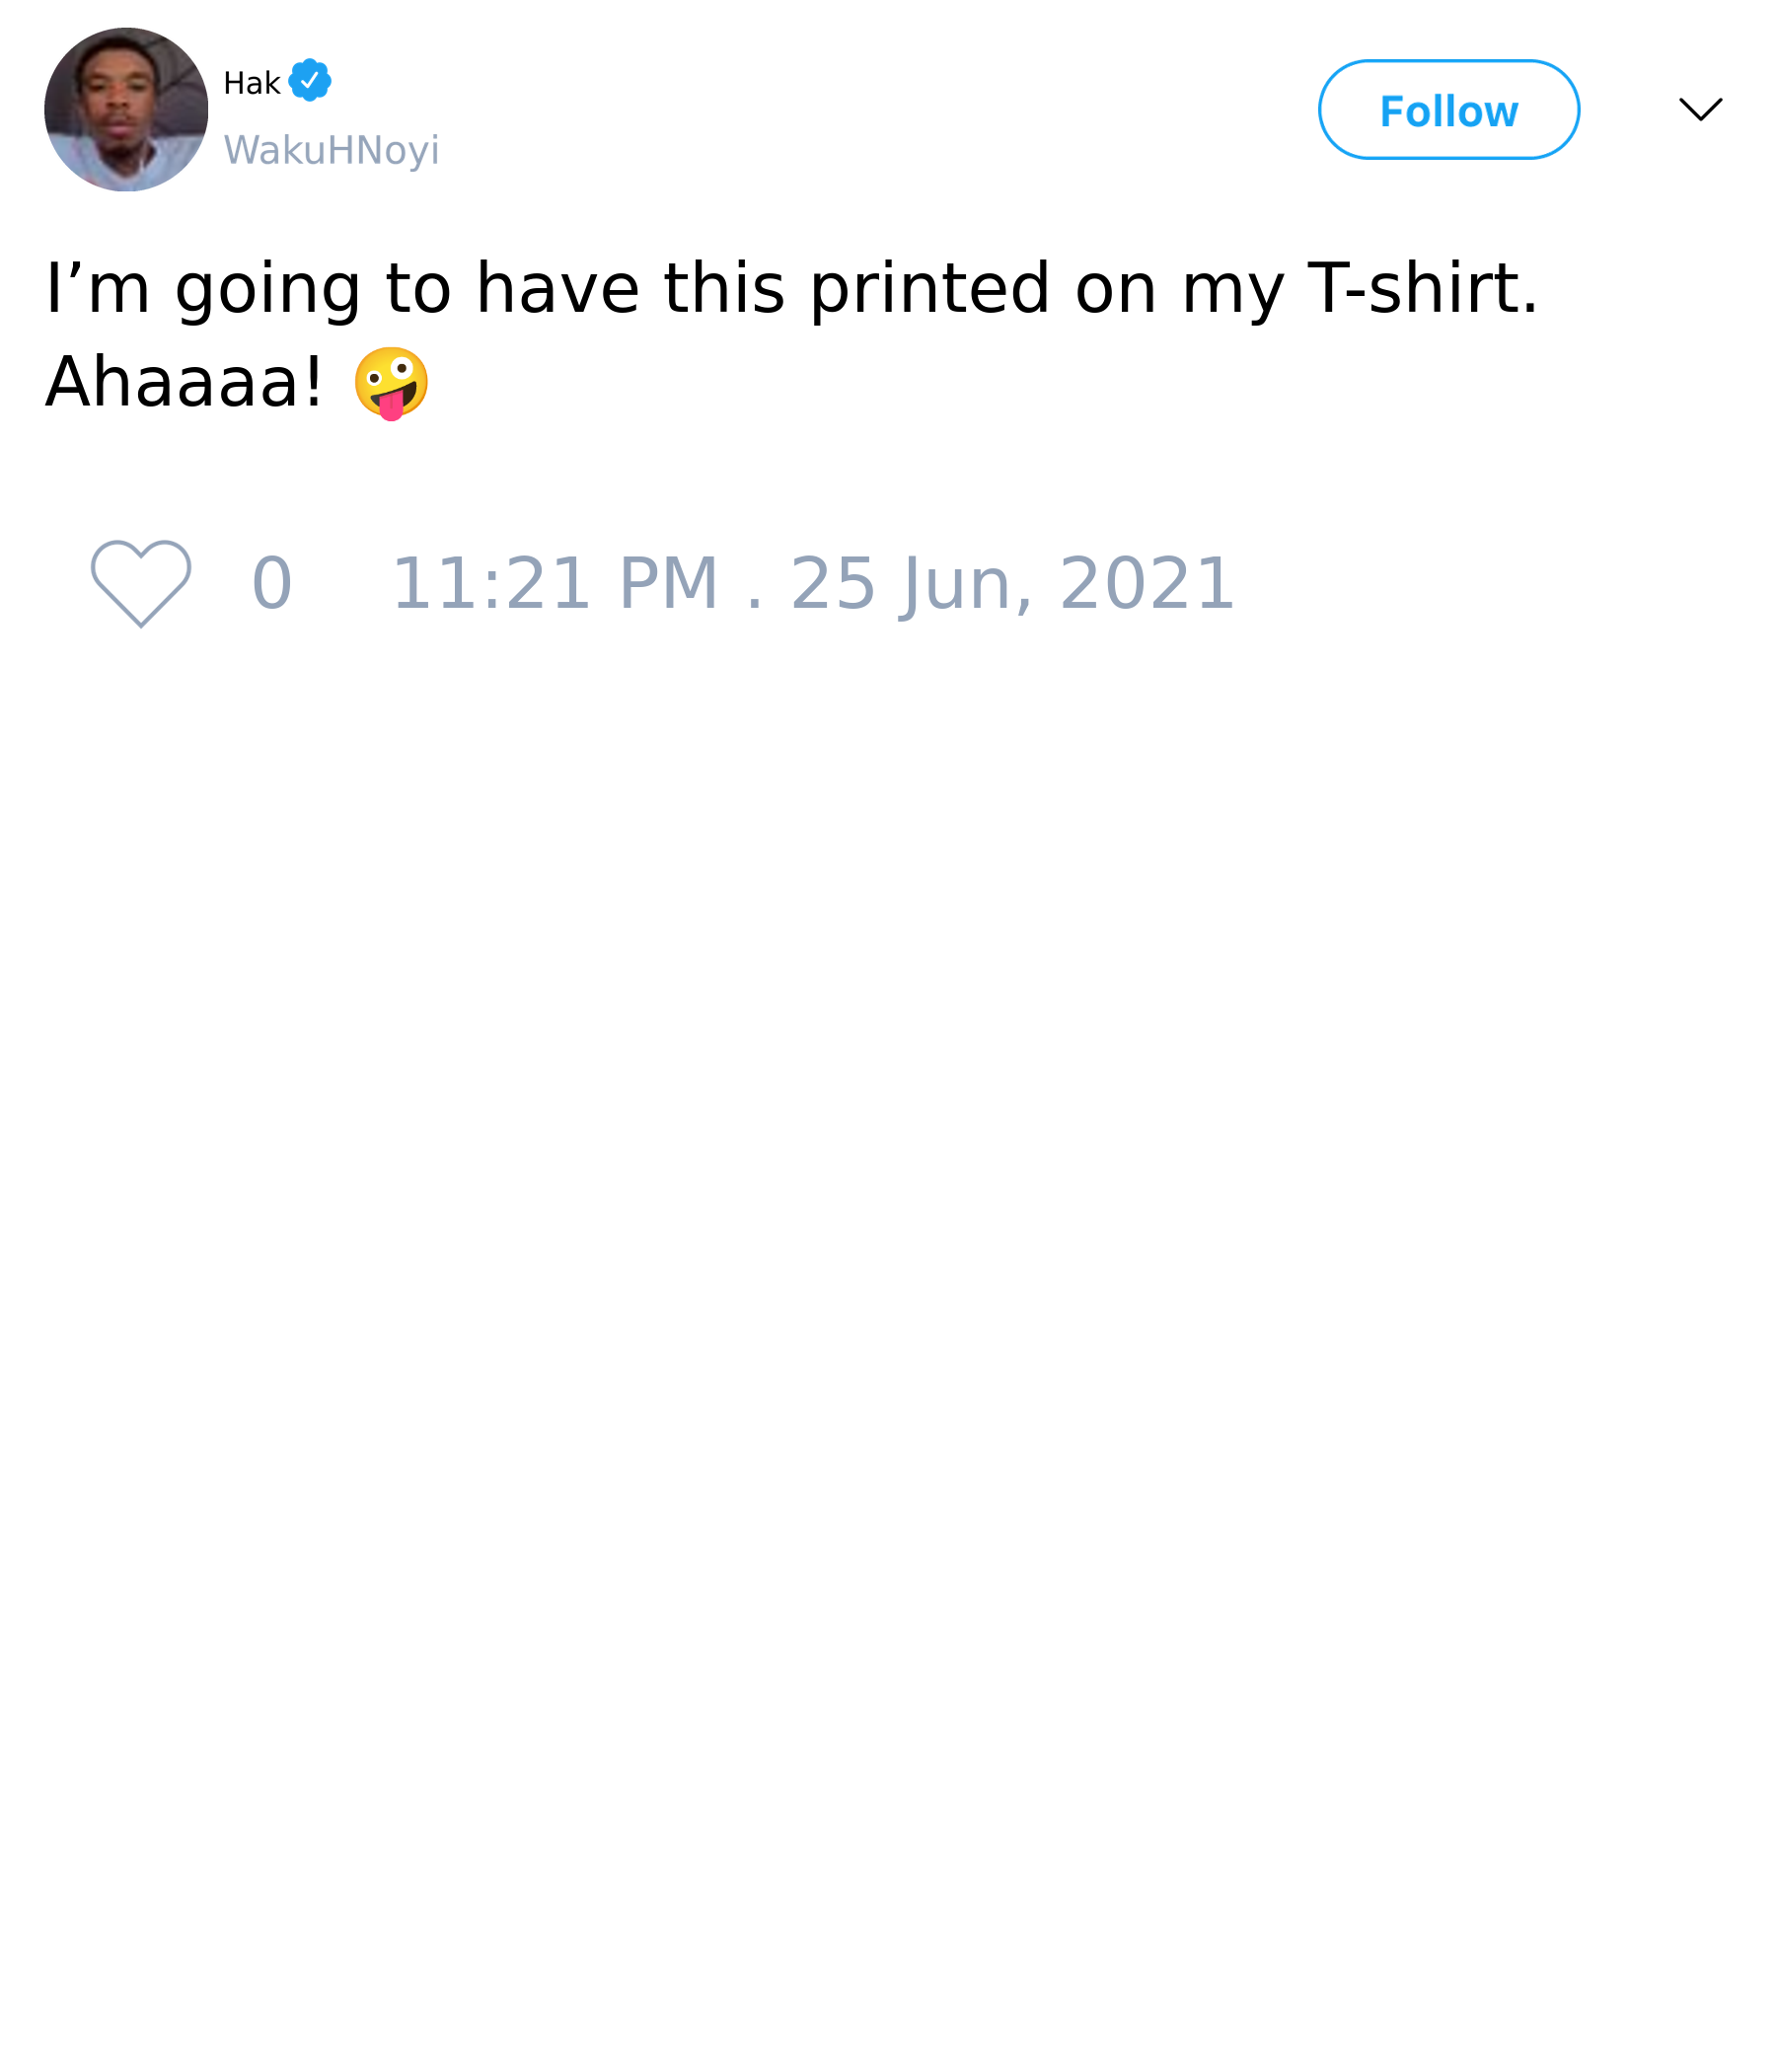 Hak
WakuHNoyi
Follow
I’m going to have this printed on my T-shirt.
Ahaaaa! 🤪
0 11:21 PM . 25 Jun, 2021